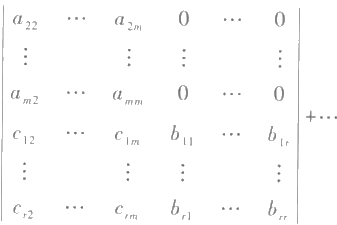 a_{22} ⋯ a_{2m} 0 ⋯ 0
⋮ ⋮ ⋮ ⋮
a_{m2} ⋯ a_{mm} 0 ⋯ 0
c_{12} ⋯ c_{1m} b_{11} ⋯ b_{1r} +⋯
⋮ ⋮ ⋮ ⋮
c_{r2} ⋯ c_{rm} b_{r1} ⋯ b_{rr}